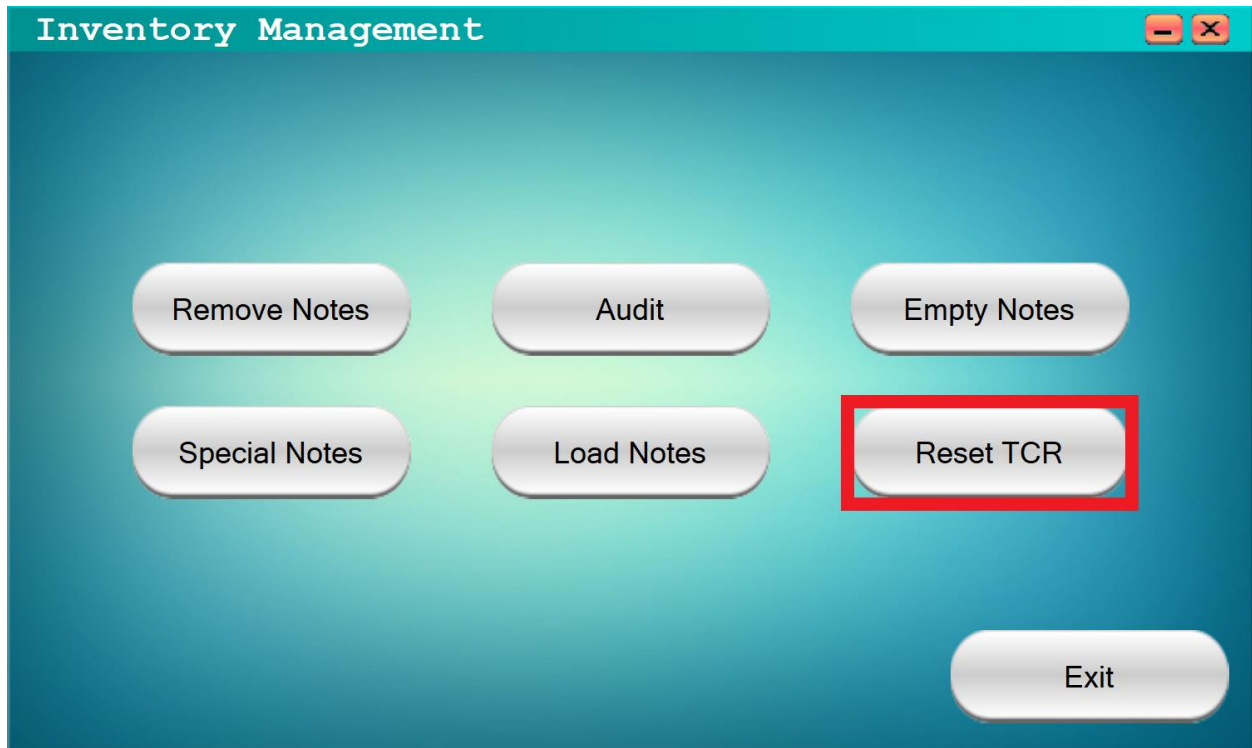 Inventory Management
Remove Notes
Audit
Empty Notes
Special Notes
Load Notes
Reset TCR
Exit